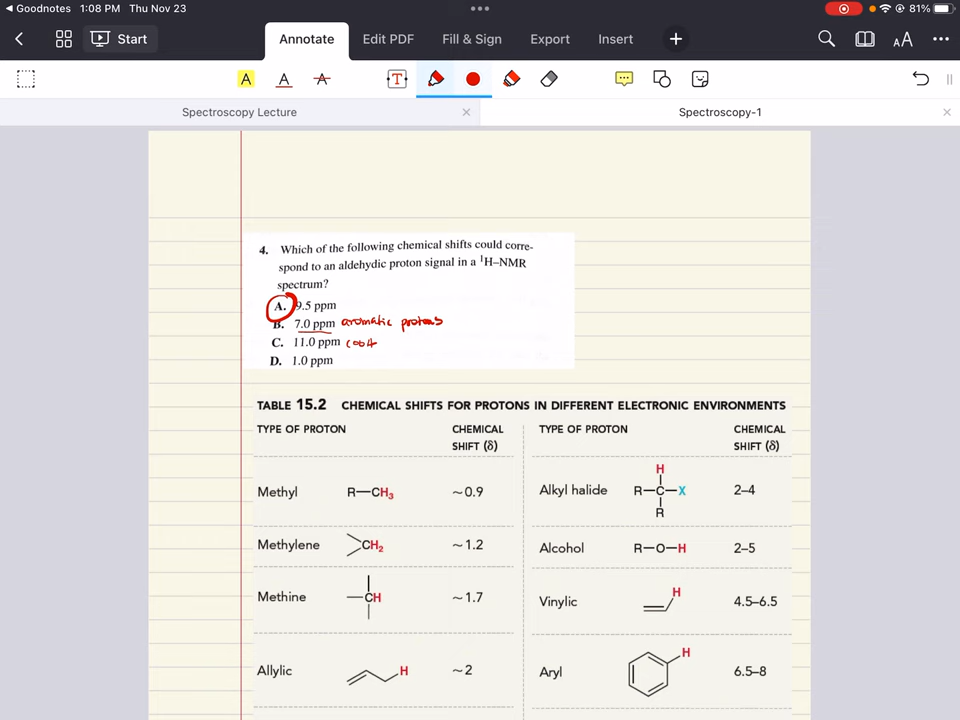 Goodnotes 1:08 PM Thu Nov 23 81%
Start Annotate Edit PDF Fill & Sign Export Insert + AA
A A A T
Spectroscopy Lecture × Spectroscopy-1 ×
4. Which of the following chemical shifts could corre-
spond to an aldehydic proton signal in a ¹H–NMR
spectrum?
A. 9.5 ppm
B. 7.0 ppm aromatic protons
C. 11.0 ppm COOH
D. 1.0 ppm
TABLE 15.2 CHEMICAL SHIFTS FOR PROTONS IN DIFFERENT ELECTRONIC ENVIRONMENTS
TYPE OF PROTON CHEMICAL SHIFT (δ) TYPE OF PROTON CHEMICAL SHIFT (δ)
Methyl R—CH₃ ~0.9 Alkyl halide H R—C—X R 2–4
Methylene CH₂ ~1.2 Alcohol R—O—H 2–5
Methine —CH ~1.7 Vinylic H 4.5–6.5
Allylic H ~2 Aryl H 6.5–8